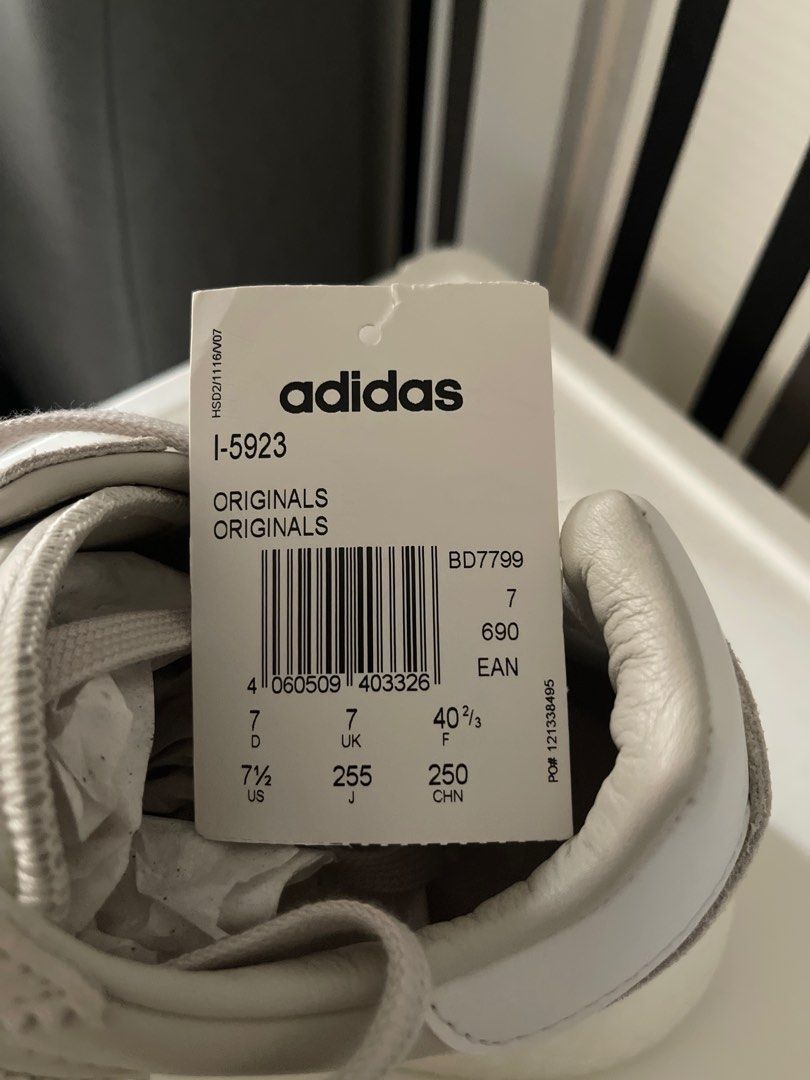 HSD2/1116/V07
adidas
I-5923
ORIGINALS
ORIGINALS
BD7799
7
690
EAN
4 060509 403326
7 7 40 2/3
D UK F
7½ 255 250
US J CHN
PO# 121338495